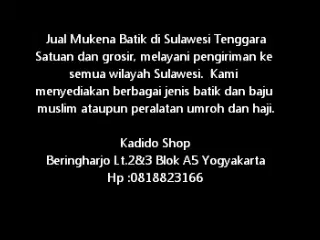 Jual Mukena Batik di Sulawesi Tenggara
Satuan dan grosir, melayani pengiriman ke
semua wilayah Sulawesi. Kami
menyediakan berbagai jenis batik dan baju
muslim ataupun peralatan umroh dan haji.
Kadido Shop
Beringharjo Lt.2&3 Blok A5 Yogyakarta
Hp :0818823166